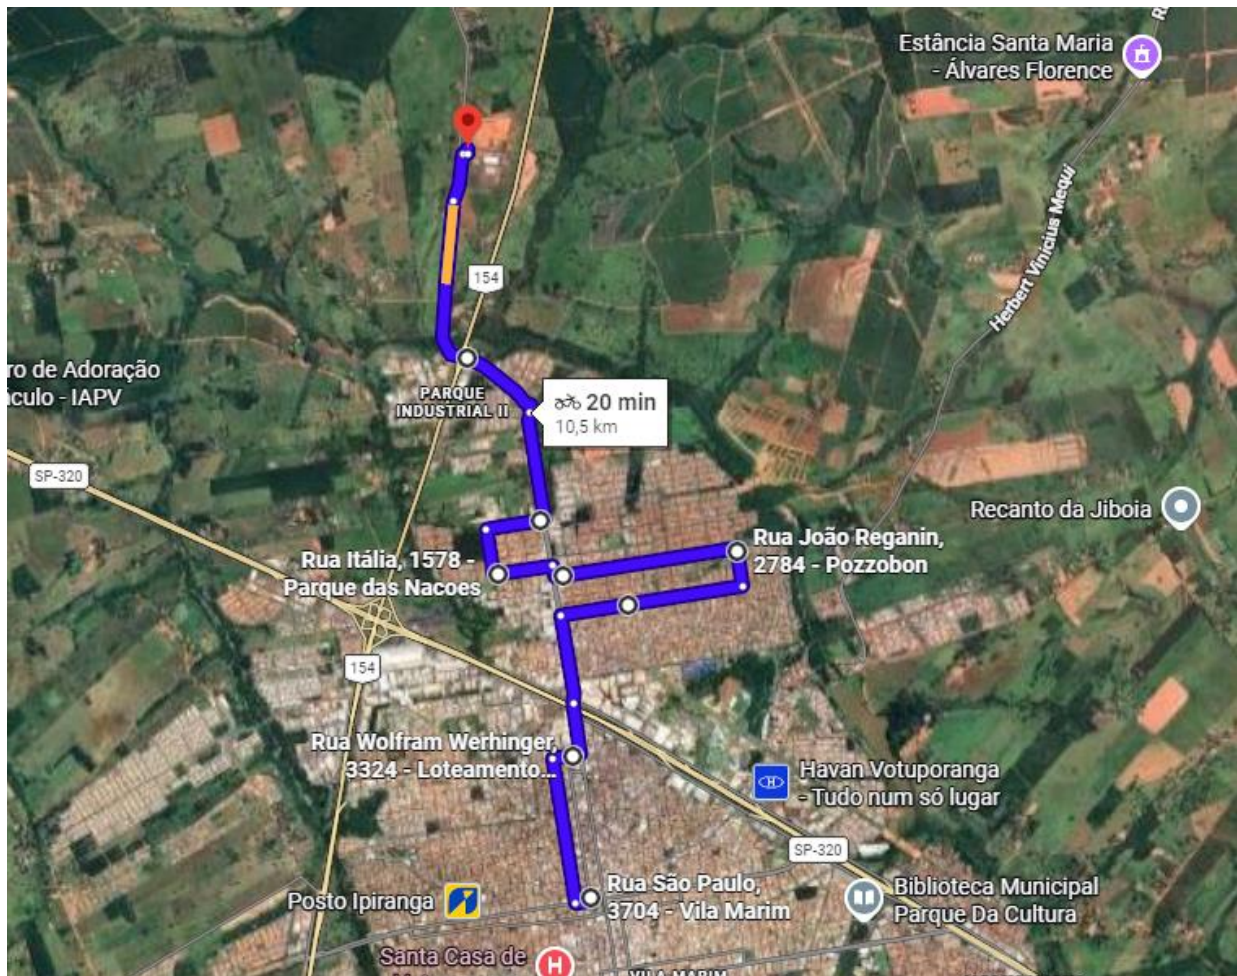 Estância Santa Maria
- Álvares Florence
154
Herbert Vinicius Mequi
ro de Adoração
culo - IAPV
PARQUE
INDUSTRIAL II
20 min
10,5 km
SP-320
Recanto da Jiboia
Rua João Reganin,
2784 - Pozzobon
Rua Itália, 1578 -
Parque das Nacoes
154
Rua Wolfram Werhinger,
3324 - Loteamento...
Havan Votuporanga
- Tudo num só lugar
SP-320
Rua São Paulo,
3704 - Vila Marim
Posto Ipiranga
Biblioteca Municipal
Parque Da Cultura
Santa Casa de
H
VILA MARIM